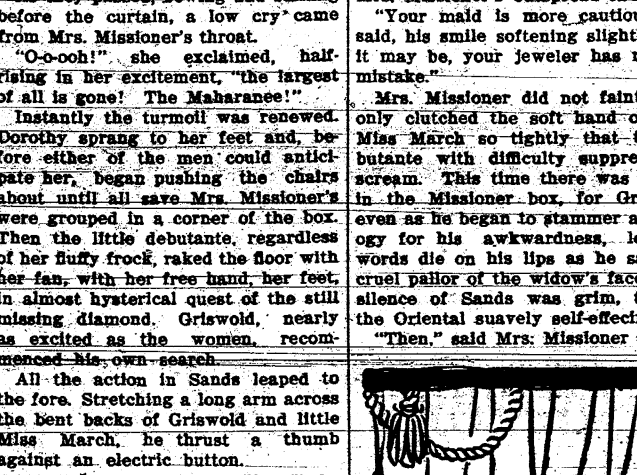 before the curtain, a low cry came
from Mrs. Missioner's throat.
"O-o-ooh!" she exclaimed, half-
rising in her excitement, "the largest
of all is gone! The Maharanee!"
Instantly the turmoil was renewed.
Dorothy sprang to her feet and, be-
fore either of the men could antici-
pate her, began pushing the chairs
about until all save Mrs. Missioner's
were grouped in a corner of the box.
Then the little debutante, regardless
of her fluffy frock, raked the floor with
her fan, with her free hand, her feet,
in almost hysterical quest of the still
missing diamond. Griswold, nearly
as excited as the women, recom-
menced his own search.
All the action in Sands leaped to
the fore. Stretching a long arm across
the bent backs of Griswold and little
Miss March, he thrust a thumb
against an electric button.
"Your maid is more
said, his smile softening
it may be, your jeweler has
mistake."
Mrs. Missioner did not
only clutched the soft hand
Miss March so tightly that
butante with difficulty
scream. This time there was
in the Missioner box, for
even as he began to stammer
ogy for his awkwardness,
words die on his lips as he
cruel pallor of the widow's
silence of Sands was grim,
the Oriental suavely
"Then," said Mrs: Missioner